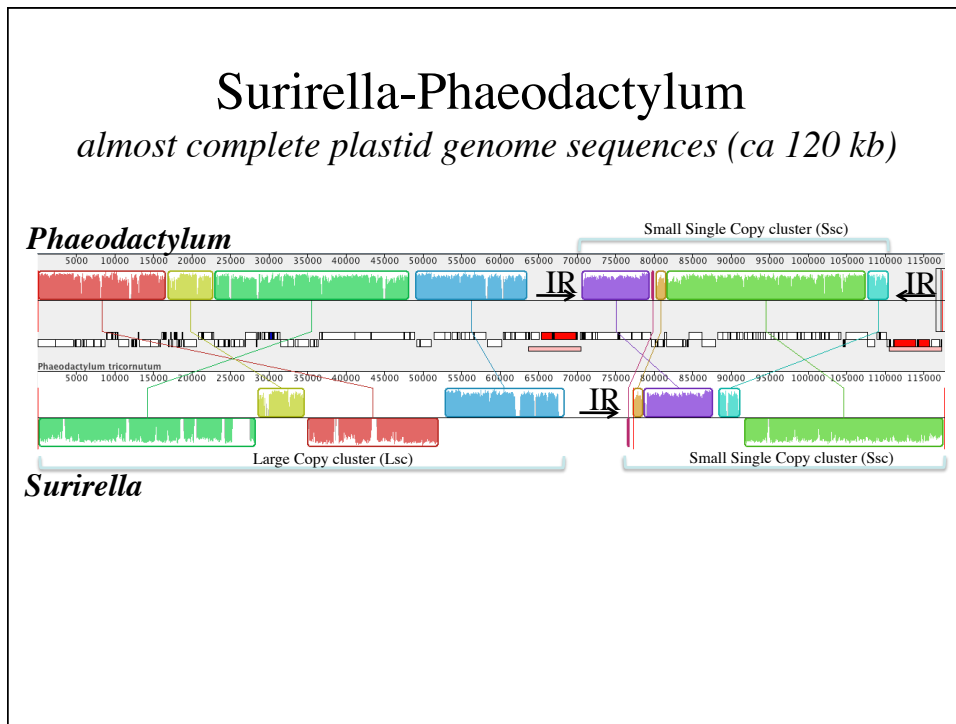 Surirella-Phaeodactylum
almost complete plastid genome sequences (ca 120 kb)
Small Single Copy cluster (Ssc)
Phaeodactylum
5000 10000 15000 20000 25000 30000 35000 40000 45000 50000 55000 60000 65000 70000 75000 80000 85000 90000 95000 100000 105000 110000 115000
IR IR
Phaeodactylum tricornutum
5000 10000 15000 20000 25000 30000 35000 40000 45000 50000 55000 60000 65000 70000 75000 80000 85000 90000 95000 100000 105000 110000 115000
IR
Large Copy cluster (Lsc) Small Single Copy cluster (Ssc)
Surirella